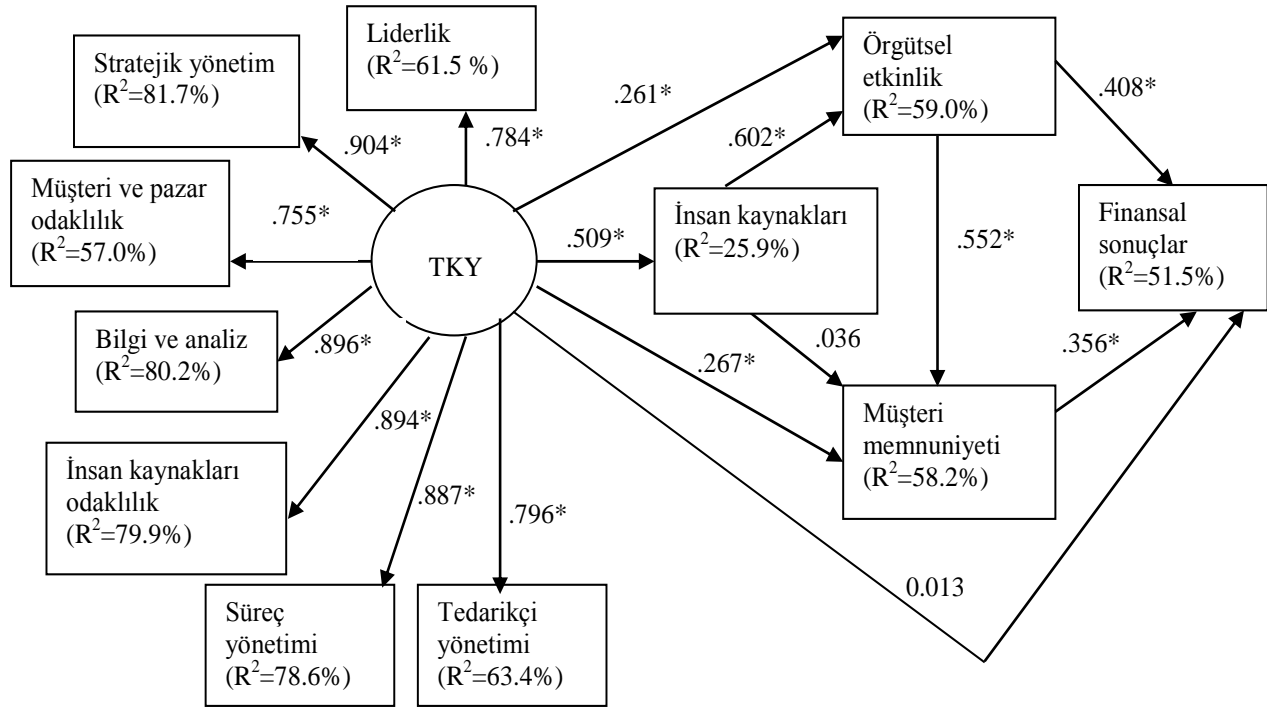 Liderlik
(R²=61.5 %)
Stratejik yönetim
(R²=81.7%)
Örgütsel
etkinlik
(R²=59.0%)
.261*
.408*
.904*
.784*
.602*
Müşteri ve pazar
odaklılık
(R²=57.0%)
.755*
TKY
.509*
İnsan kaynakları
(R²=25.9%)
.552*
Finansal
sonuçlar
(R²=51.5%)
Bilgi ve analiz
(R²=80.2%)
.896*
.267*
.036
.356*
Müşteri
memnuniyeti
(R²=58.2%)
İnsan kaynakları
odaklılık
(R²=79.9%)
.894*
.887*
.796*
0.013
Süreç
yönetimi
(R²=78.6%)
Tedarikçi
yönetimi
(R²=63.4%)